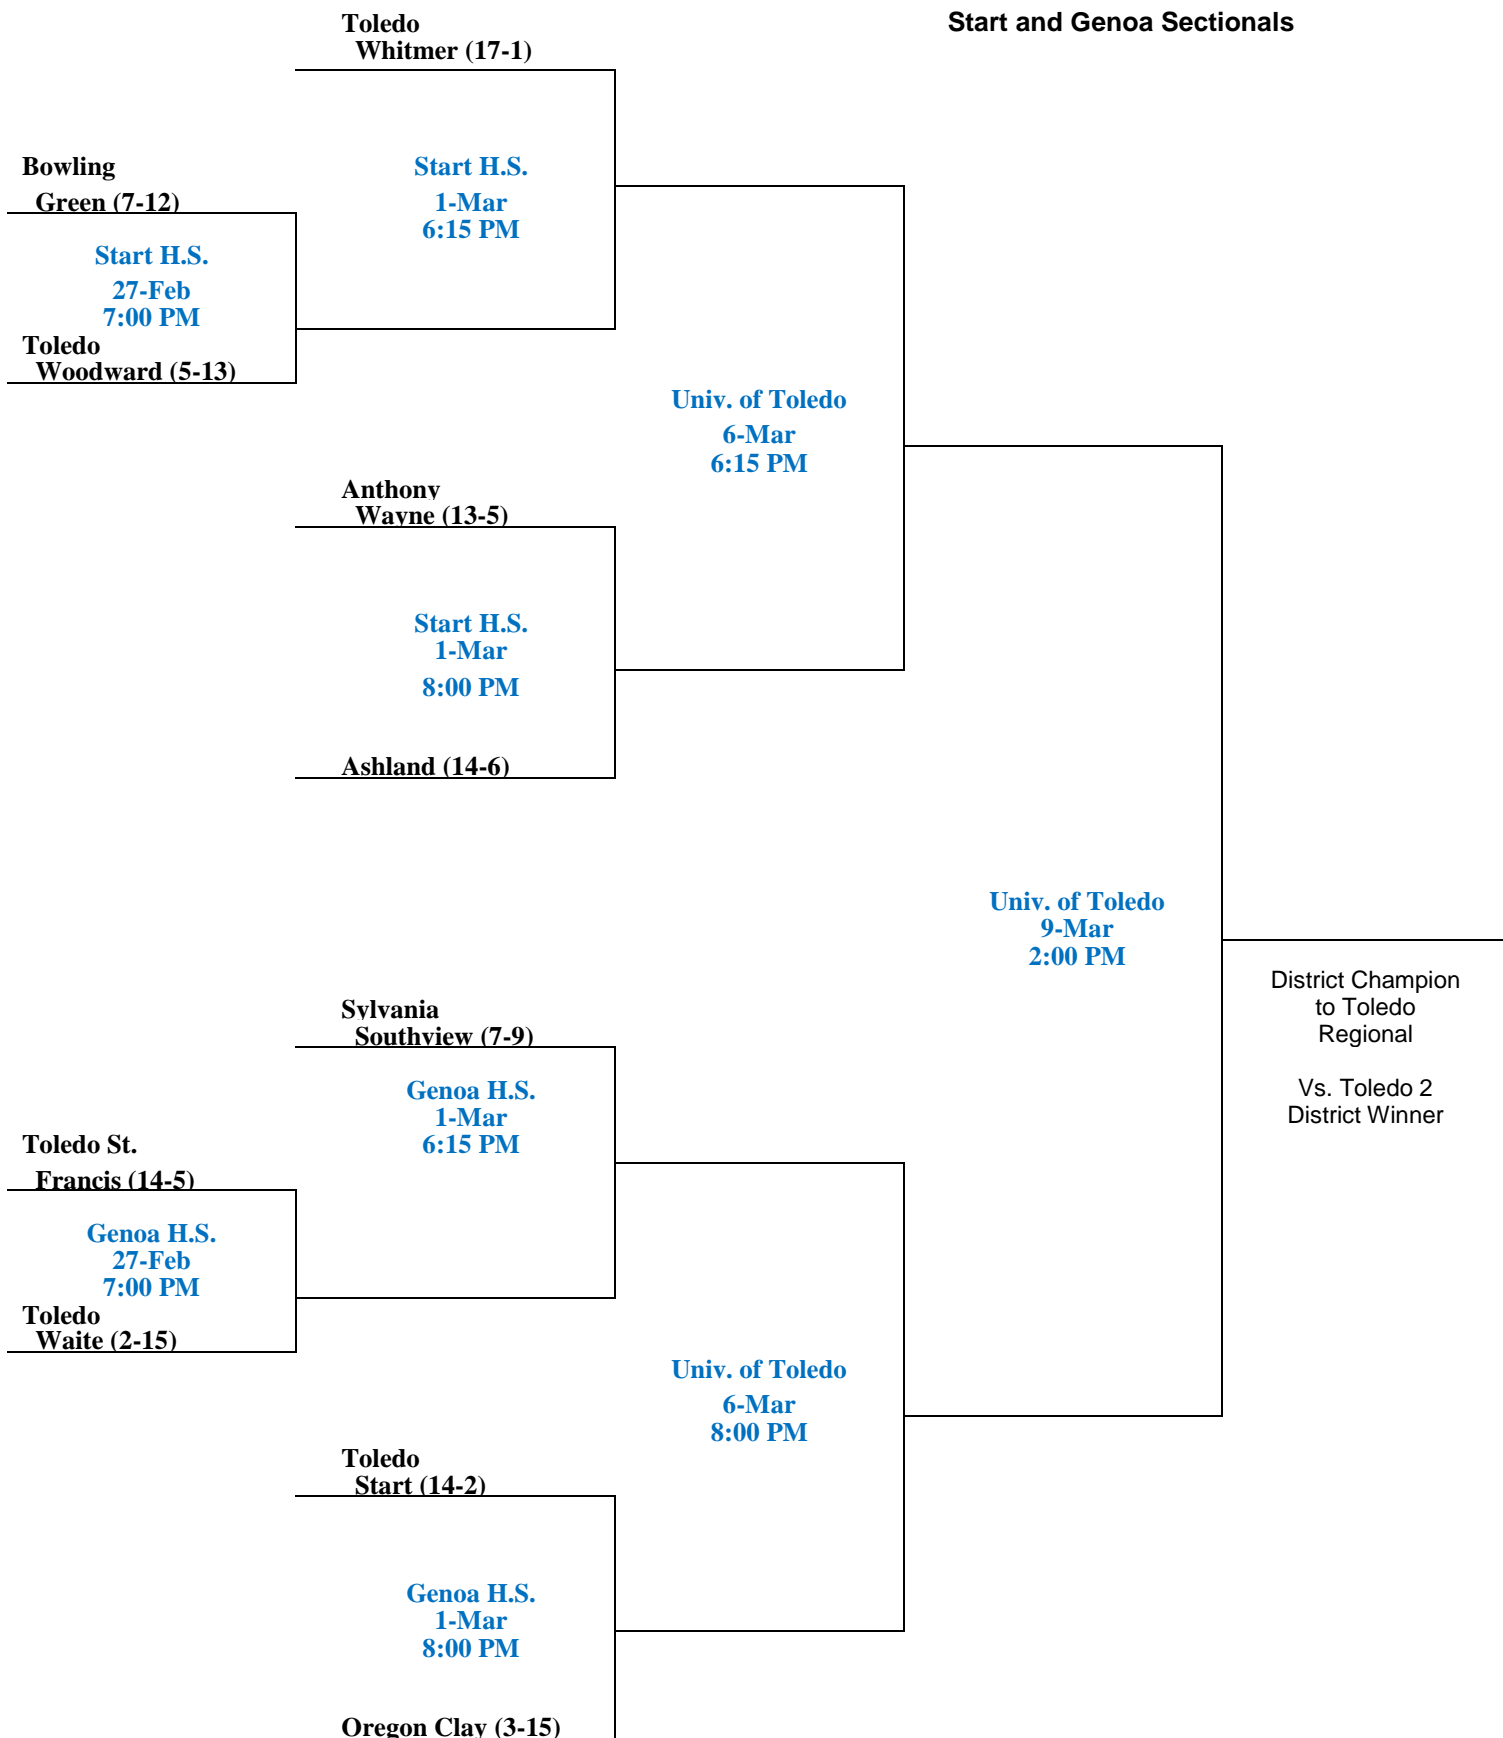 Start and Genoa Sectionals
Toledo
Whitmer (17-1)
Bowling
Green (7-12)
Start H.S.
1-Mar
6:15 PM
Start H.S.
27-Feb
7:00 PM
Toledo
Woodward (5-13)
Univ. of Toledo
6-Mar
6:15 PM
Anthony
Wayne (13-5)
Start H.S.
1-Mar
8:00 PM
Ashland (14-6)
Univ. of Toledo
9-Mar
2:00 PM
District Champion
to Toledo
Regional
Vs. Toledo 2
District Winner
Sylvania
Southview (7-9)
Genoa H.S.
1-Mar
6:15 PM
Toledo St.
Francis (14-5)
Genoa H.S.
27-Feb
7:00 PM
Toledo
Waite (2-15)
Univ. of Toledo
6-Mar
8:00 PM
Toledo
Start (14-2)
Genoa H.S.
1-Mar
8:00 PM
Oregon Clay (3-15)